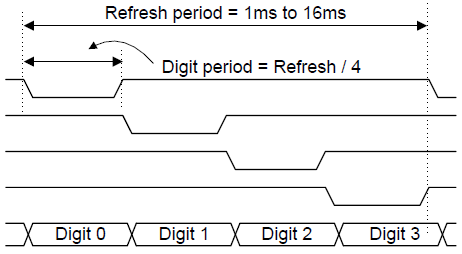 Refresh period = 1ms to 16ms
Digit period = Refresh / 4
Digit 0 Digit 1 Digit 2 Digit 3